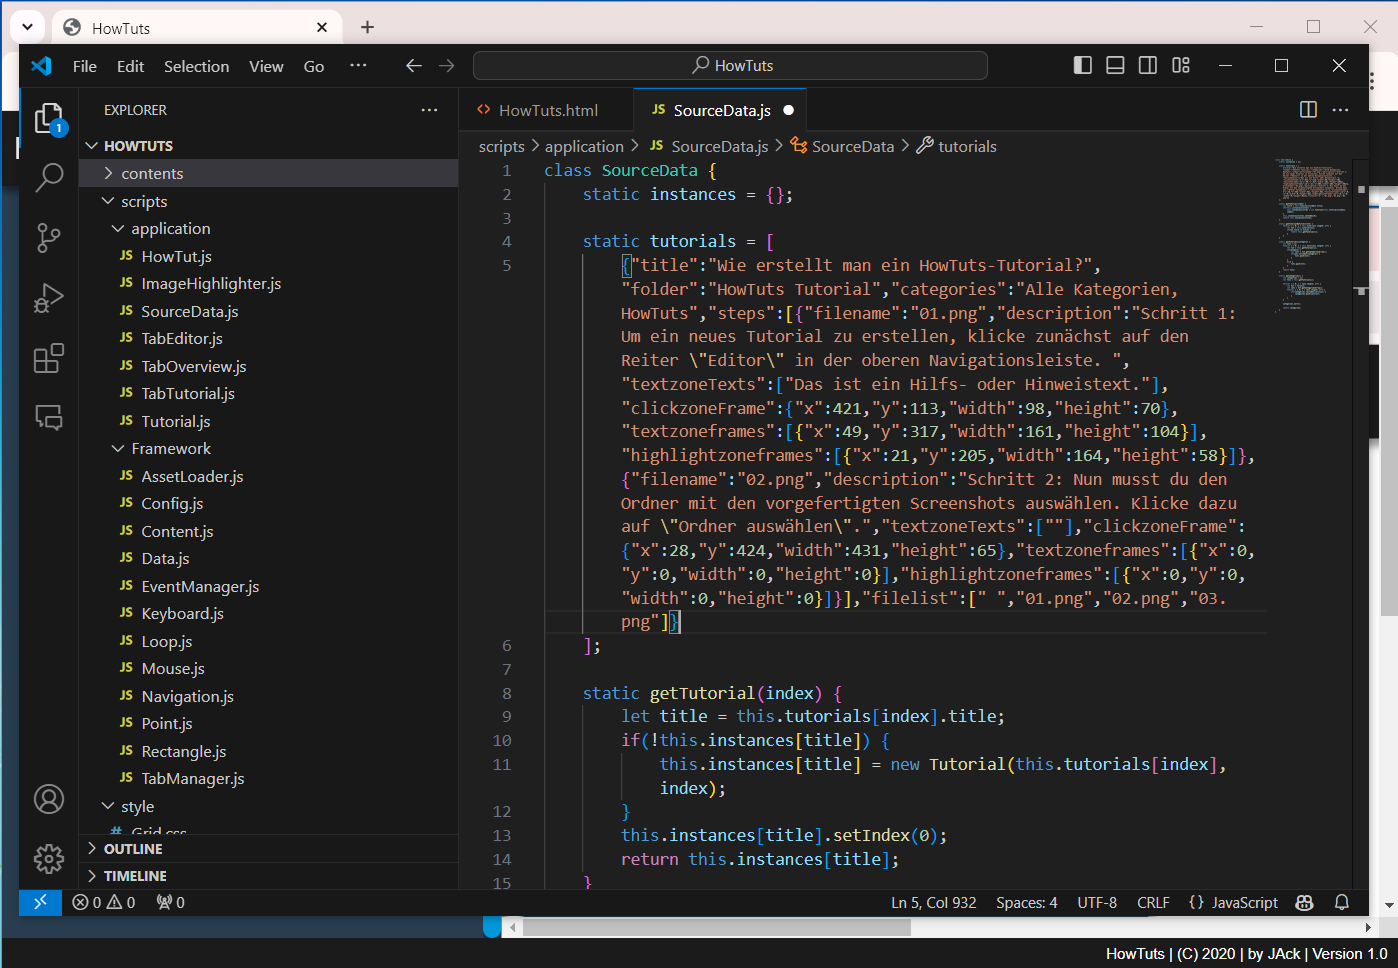 HowTuts
File Edit Selection View Go ··· HowTuts
EXPLORER ···
HOWTUTS
contents
scripts
application
JS HowTut.js
JS ImageHighlighter.js
JS SourceData.js
JS TabEditor.js
JS TabOverview.js
JS TabTutorial.js
JS Tutorial.js
Framework
JS AssetLoader.js
JS Config.js
JS Content.js
JS Data.js
JS EventManager.js
JS Keyboard.js
JS Loop.js
JS Mouse.js
JS Navigation.js
JS Point.js
JS Rectangle.js
JS TabManager.js
style
# Grid.css
OUTLINE
TIMELINE
1
HowTuts.html JS SourceData.js
scripts > application > JS SourceData.js > SourceData > tutorials
1 class SourceData {
2 static instances = {};
3
4 static tutorials = [
5 {"title":"Wie erstellt man ein HowTuts-Tutorial?",
"folder":"HowTuts Tutorial","categories":"Alle Kategorien,
HowTuts","steps":[{"filename":"01.png","description":"Schritt 1:
Um ein neues Tutorial zu erstellen, klicke zunächst auf den
Reiter \"Editor\" in der oberen Navigationsleiste. ",
"textzoneTexts":["Das ist ein Hilfs- oder Hinweistext."],
"clickzoneFrame":{"x":421,"y":113,"width":98,"height":70},
"textzoneframes":[{"x":49,"y":317,"width":161,"height":104}],
"highlightzoneframes":[{"x":21,"y":205,"width":164,"height":58}]},
{"filename":"02.png","description":"Schritt 2: Nun musst du den
Ordner mit den vorgefertigten Screenshots auswählen. Klicke dazu
auf \"Ordner auswählen\".","textzoneTexts":[""],"clickzoneFrame":
{"x":28,"y":424,"width":431,"height":65},"textzoneframes":[{"x":0,
"y":0,"width":0,"height":0}],"highlightzoneframes":[{"x":0,"y":0,
"width":0,"height":0}]}],"filelist":[" ","01.png","02.png","03.
png"]}
6 ];
7
8 static getTutorial(index) {
9 let title = this.tutorials[index].title;
10 if(!this.instances[title]) {
11 this.instances[title] = new Tutorial(this.tutorials[index],
index);
12 }
13 this.instances[title].setIndex(0);
14 return this.instances[title];
15 }
0 0 0 Ln 5, Col 932 Spaces: 4 UTF-8 CRLF {} JavaScript
HowTuts | (C) 2020 | by JAck | Version 1.0